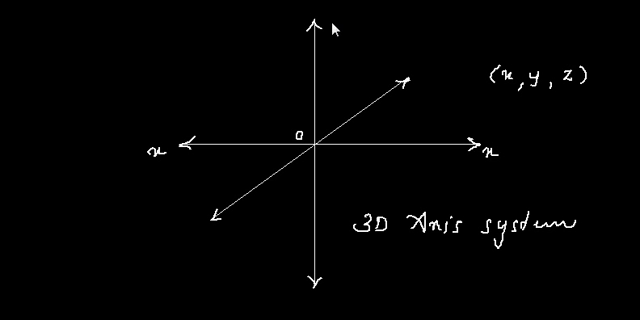 (x, y, z)
o
x x
3D Axis system